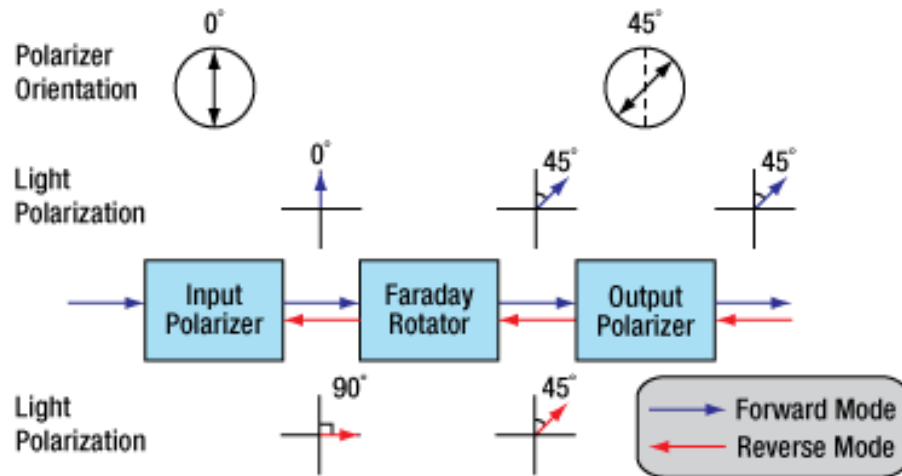 0°
45°
Polarizer
Orientation
0°
45°
45°
Light
Polarization
Input
Polarizer
Faraday
Rotator
Output
Polarizer
90°
45°
Light
Polarization
Forward Mode
Reverse Mode